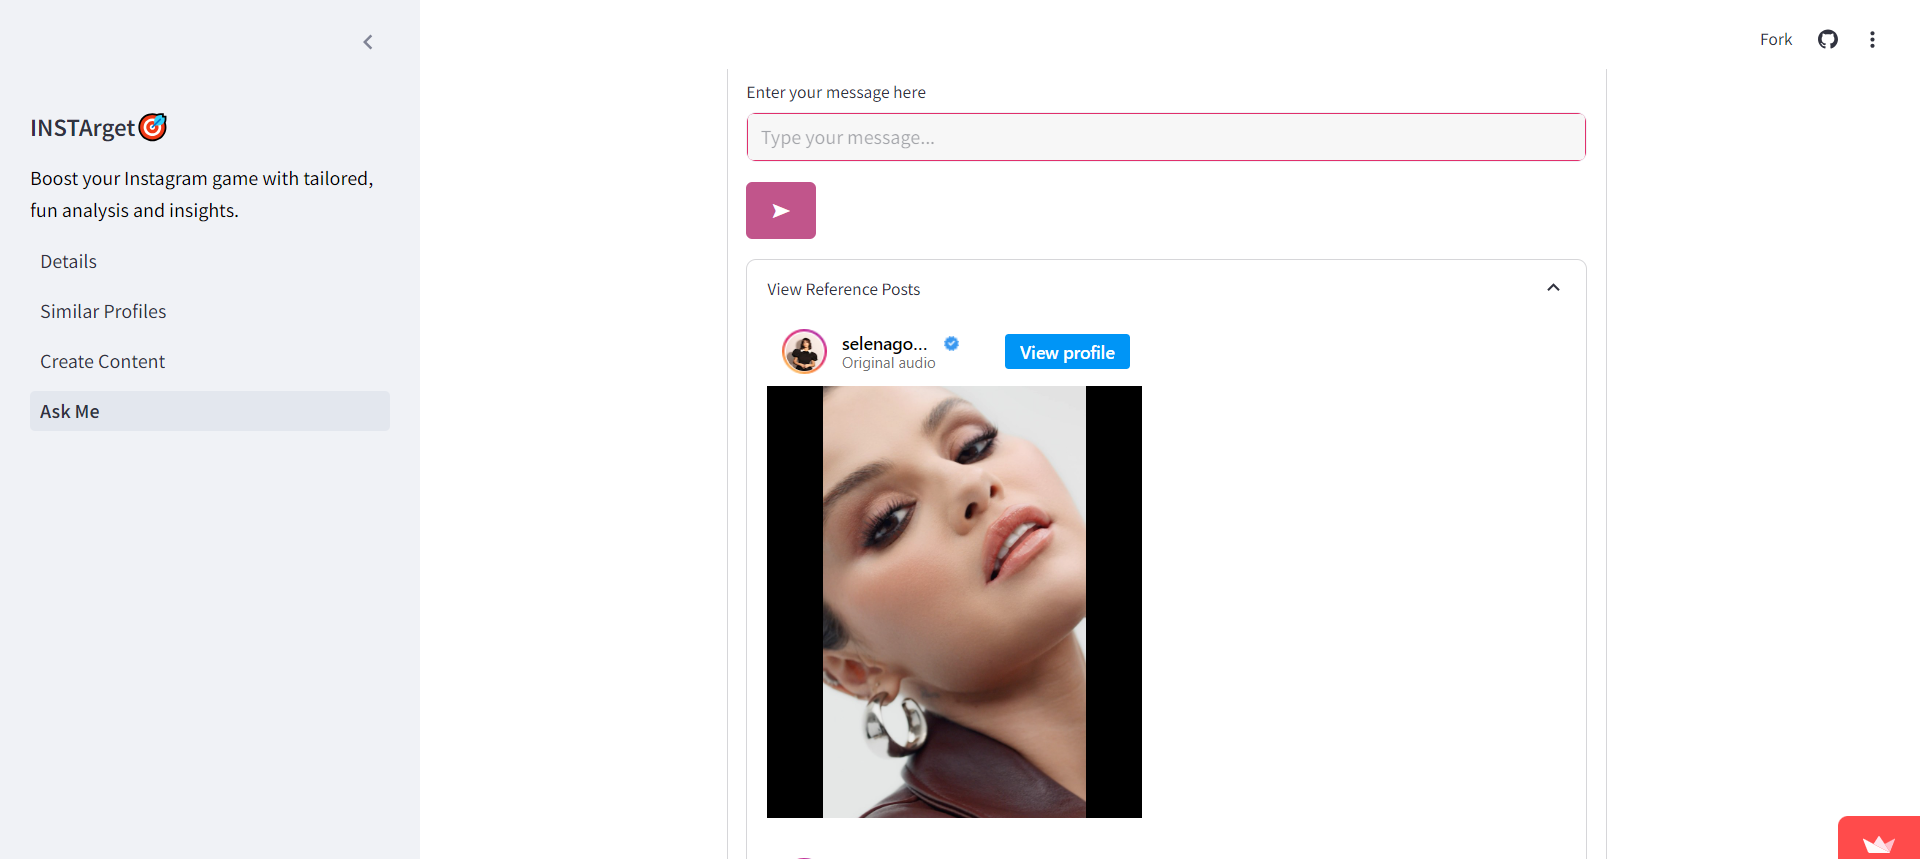 INSTArget
Boost your Instagram game with tailored,
fun analysis and insights.
Details
Similar Profiles
Create Content
Ask Me
Fork
Enter your message here
Type your message...
View Reference Posts
selenago...
Original audio
View profile